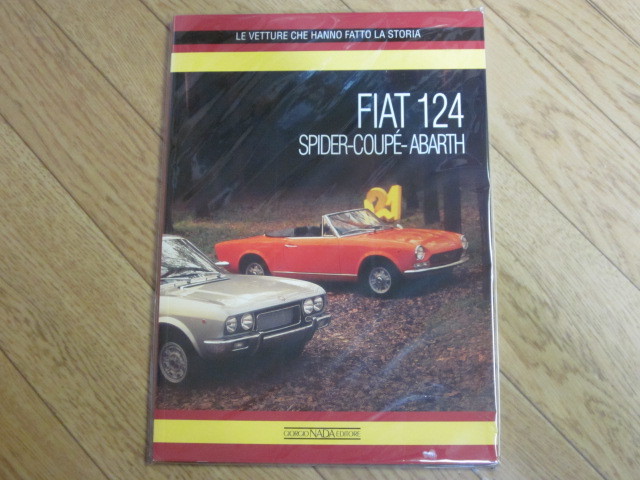 LE VETTURE CHE HANNO FATTO LA STORIA
FIAT 124
SPIDER-COUPÉ-ABARTH
GIORGIO NADA EDITORE